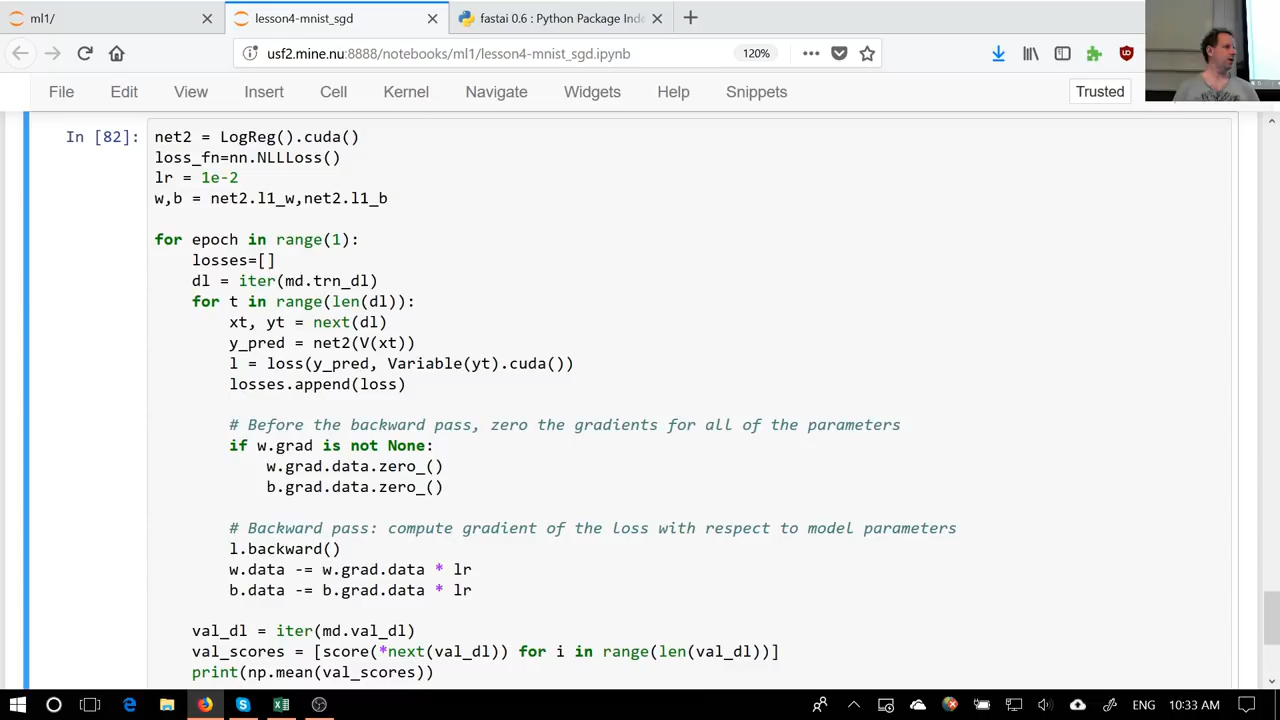 ml1/
lesson4-mnist_sgd
fastai 0.6 : Python Package Inde
usf2.mine.nu:8888/notebooks/ml1/lesson4-mnist_sgd.ipynb
120%
File Edit View Insert Cell Kernel Navigate Widgets Help Snippets
Trusted
In [82]:
net2 = LogReg().cuda()
loss_fn=nn.NLLLoss()
lr = 1e-2
w,b = net2.l1_w,net2.l1_b
for epoch in range(1):
    losses=[]
    dl = iter(md.trn_dl)
    for t in range(len(dl)):
        xt, yt = next(dl)
        y_pred = net2(V(xt))
        l = loss(y_pred, Variable(yt).cuda())
        losses.append(loss)
        # Before the backward pass, zero the gradients for all of the parameters
        if w.grad is not None:
            w.grad.data.zero_()
            b.grad.data.zero_()
        # Backward pass: compute gradient of the loss with respect to model parameters
        l.backward()
        w.data -= w.grad.data * lr
        b.data -= b.grad.data * lr
    val_dl = iter(md.val_dl)
    val_scores = [score(*next(val_dl)) for i in range(len(val_dl))]
    print(np.mean(val_scores))
ENG 10:33 AM